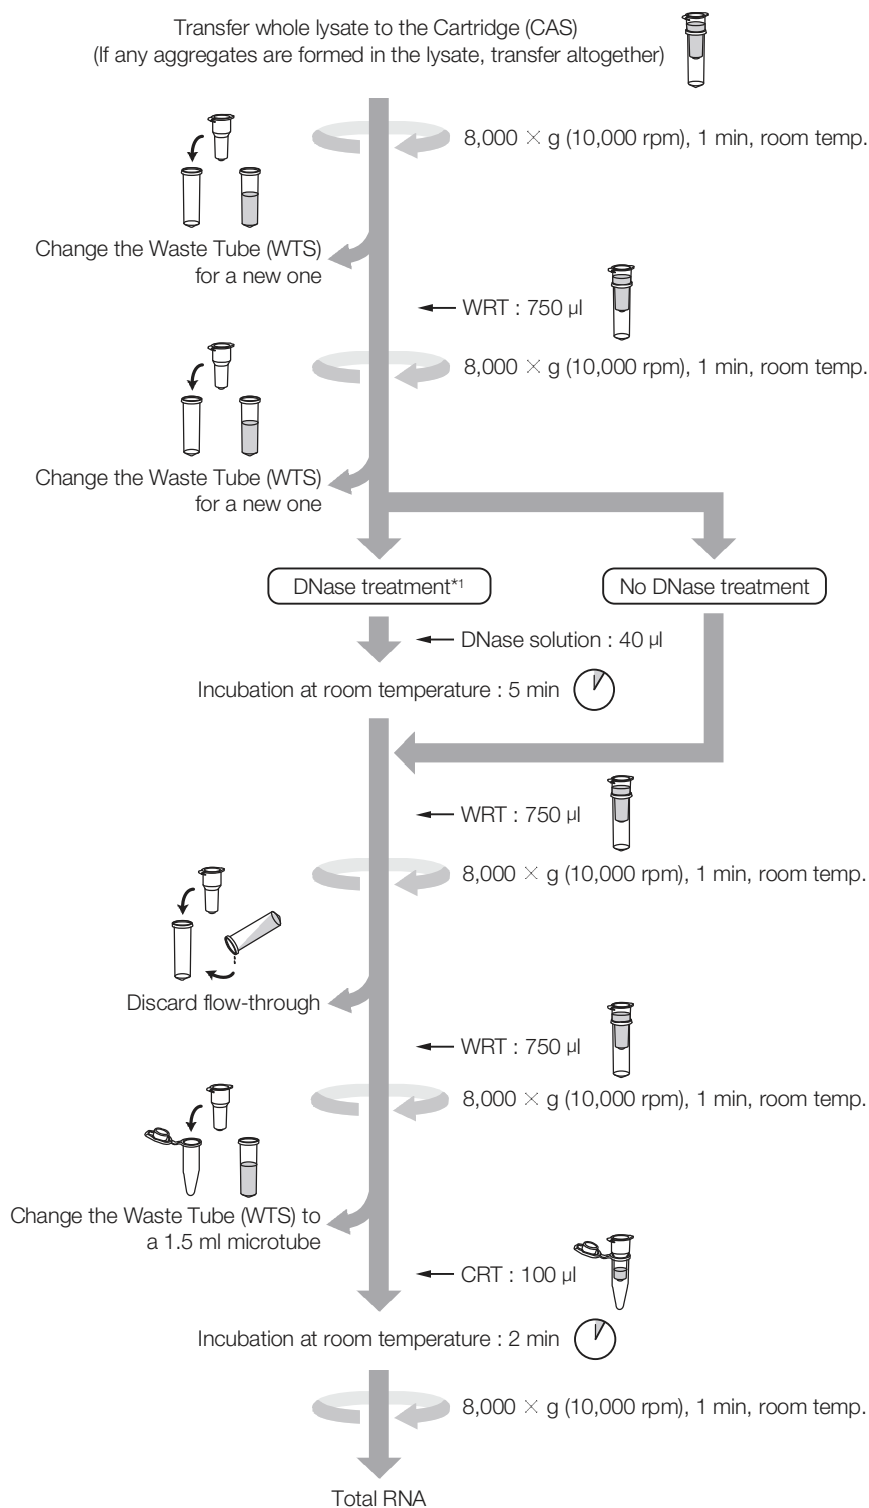 Transfer whole lysate to the Cartridge (CAS)
(If any aggregates are formed in the lysate, transfer altogether)
8,000 × g (10,000 rpm), 1 min, room temp.
Change the Waste Tube (WTS)
for a new one
WRT : 750 µl
8,000 × g (10,000 rpm), 1 min, room temp.
Change the Waste Tube (WTS)
for a new one
DNase treatment*1
No DNase treatment
DNase solution : 40 µl
Incubation at room temperature : 5 min
WRT : 750 µl
8,000 × g (10,000 rpm), 1 min, room temp.
Discard flow-through
WRT : 750 µl
8,000 × g (10,000 rpm), 1 min, room temp.
Change the Waste Tube (WTS) to
a 1.5 ml microtube
CRT : 100 µl
Incubation at room temperature : 2 min
8,000 × g (10,000 rpm), 1 min, room temp.
Total RNA